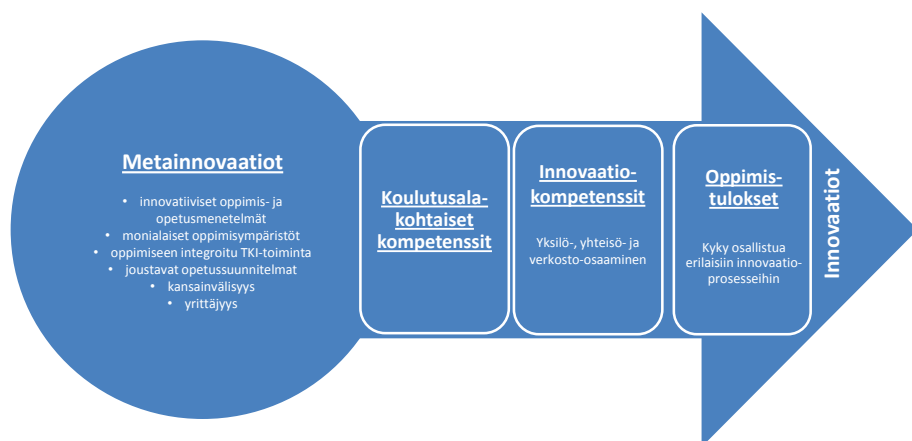 Metainnovaatiot
• innovatiiviset oppimis- ja
opetusmenetelmät
• monialaiset oppimisympäristöt
• oppimiseen integroitu TKI-toiminta
• joustavat opetussuunnitelmat
• kansainvälisyys
• yrittäjyys
Koulutusala-
kohtaiset
kompetenssit
Innovaatio-
kompetenssit
Yksilö-, yhteisö- ja
verkosto-osaaminen
Oppimis-
tulokset
Kyky osallistua
erilaisiin innovaatio-
prosesseihin
Innovaatiot